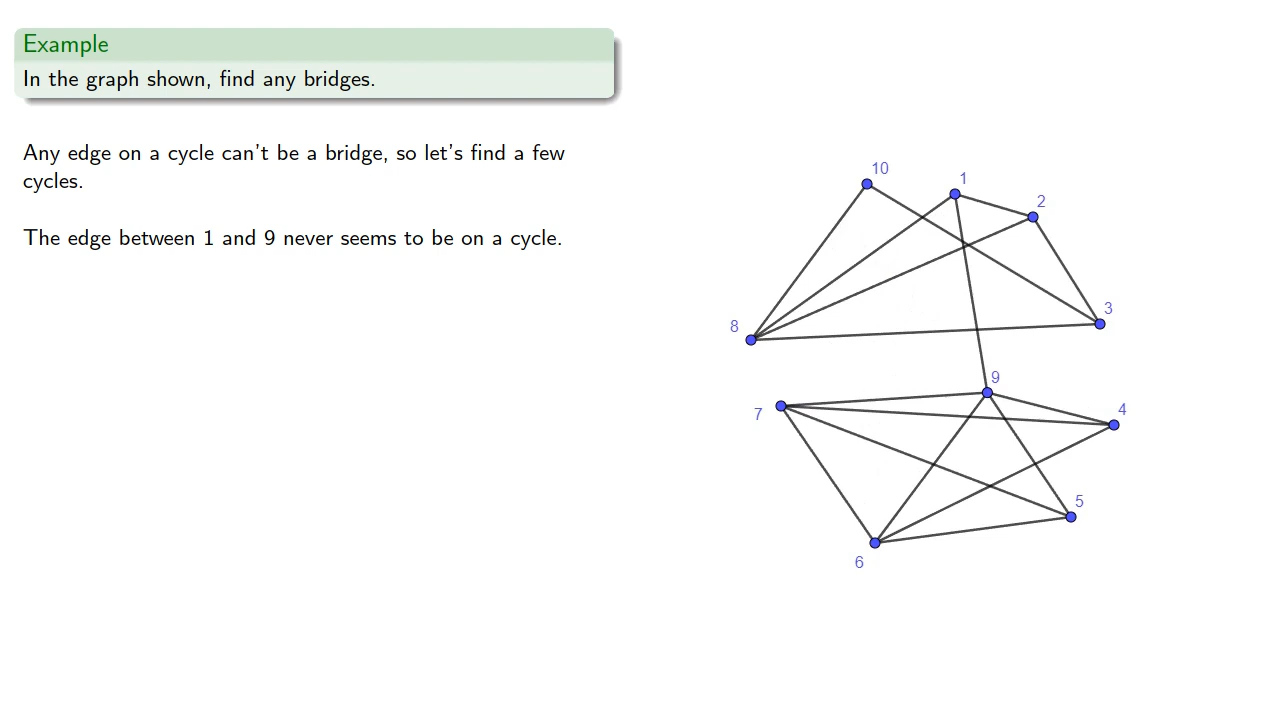 Example
In the graph shown, find any bridges.
Any edge on a cycle can't be a bridge, so let's find a few
cycles.
The edge between 1 and 9 never seems to be on a cycle.
10
1
2
3
8
9
7
4
5
6